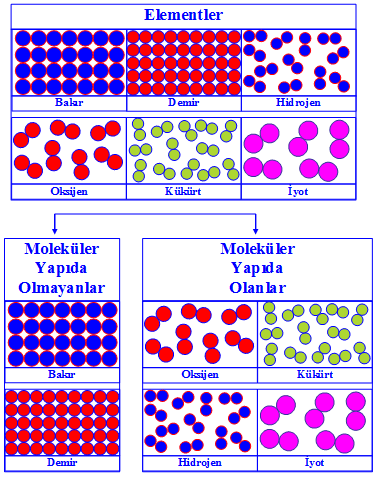 Elementler
Bakır
Demir
Hidrojen
Oksijen
Kükürt
İyot
Moleküler
Yapıda
Olmayanlar
Bakır
Demir
Moleküler
Yapıda
Olanlar
Oksijen
Kükürt
Hidrojen
İyot